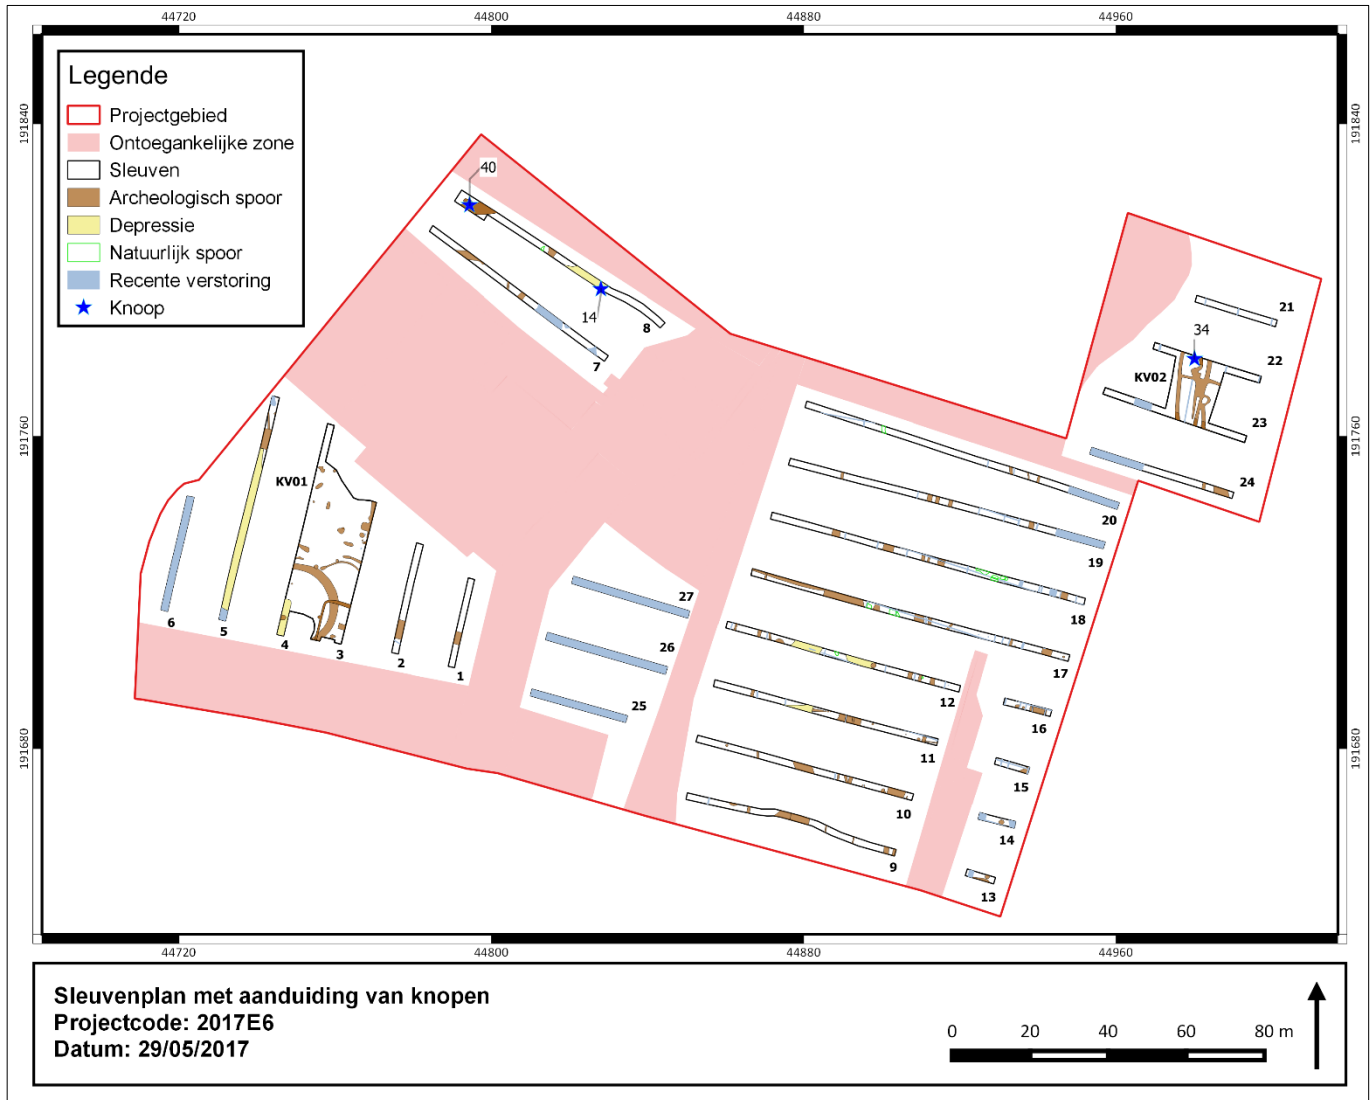 44720 44800 44880 44960
191840 191840
Legende
Projectgebied
Ontoegankelijke zone
Sleuven
Archeologisch spoor
Depressie
Natuurlijk spoor
Recente verstoring
Knoop
40
14
8
7
21
34
22
KV02
23
24
191760 191760
KV01
20
19
18
17
27
26
25
6
5
4
3
2
1
12
16
11
15
191680 191680
10
14
9
13
44720 44800 44880 44960
Sleuvenplan met aanduiding van knopen
Projectcode: 2017E6
Datum: 29/05/2017
0 20 40 60 80 m